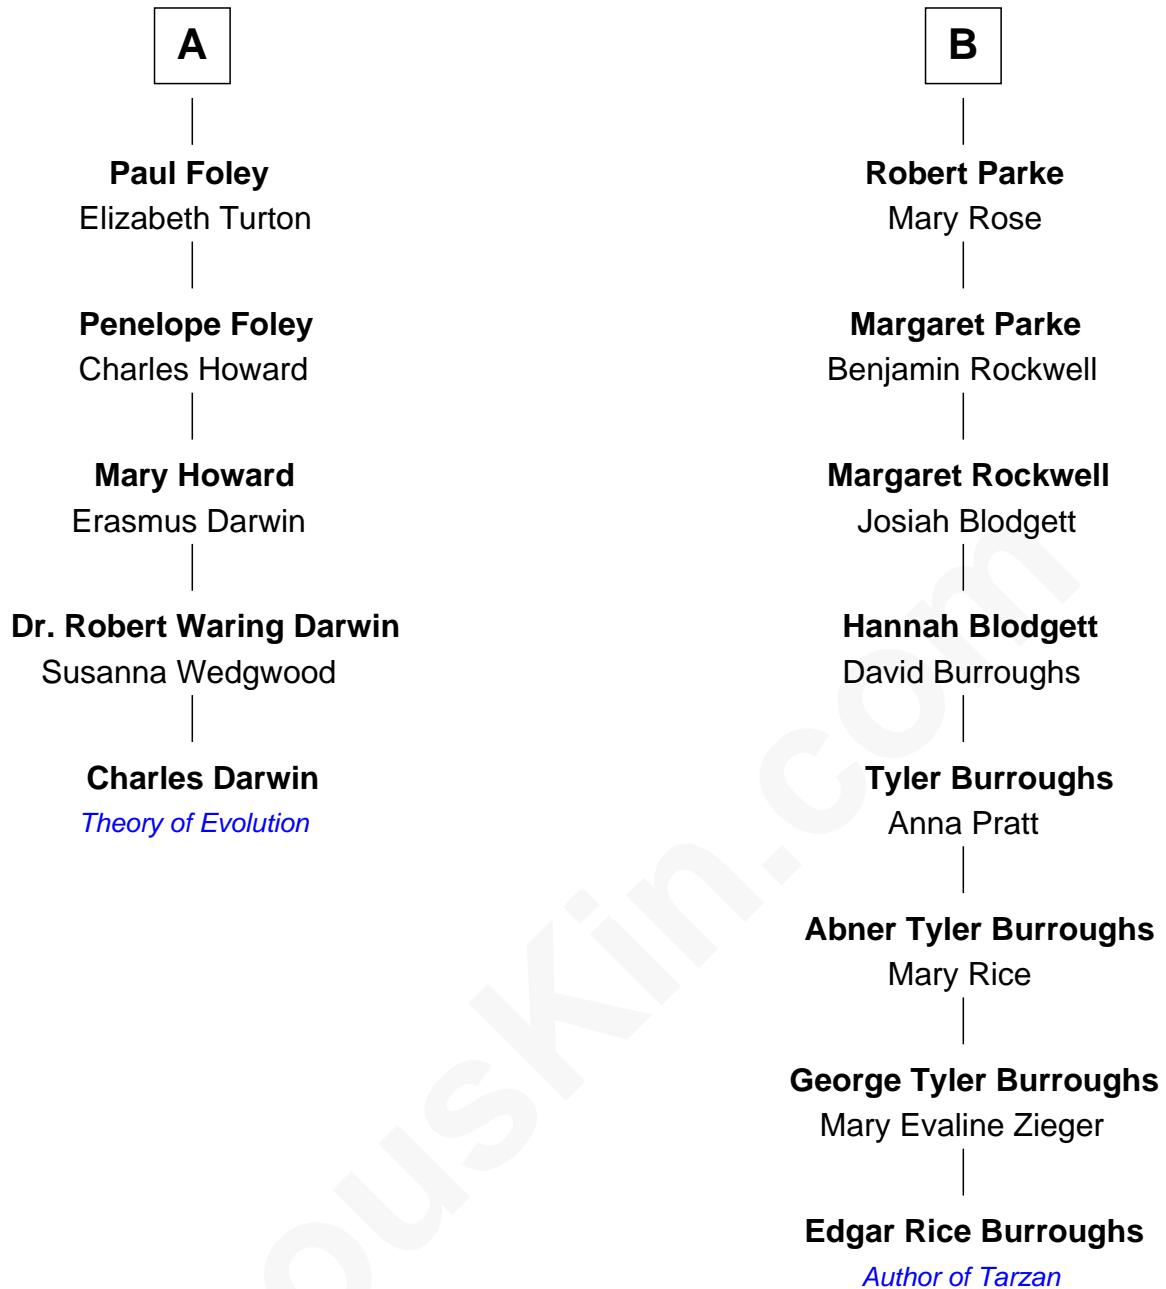 A
Paul Foley
Elizabeth Turton
Penelope Foley
Charles Howard
Mary Howard
Erasmus Darwin
Dr. Robert Waring Darwin
Susanna Wedgwood
Charles Darwin
Theory of Evolution
B
Robert Parke
Mary Rose
Margaret Parke
Benjamin Rockwell
Margaret Rockwell
Josiah Blodgett
Hannah Blodgett
David Burroughs
Tyler Burroughs
Anna Pratt
Abner Tyler Burroughs
Mary Rice
George Tyler Burroughs
Mary Evaline Zieger
Edgar Rice Burroughs
Author of Tarzan
ousKin.com